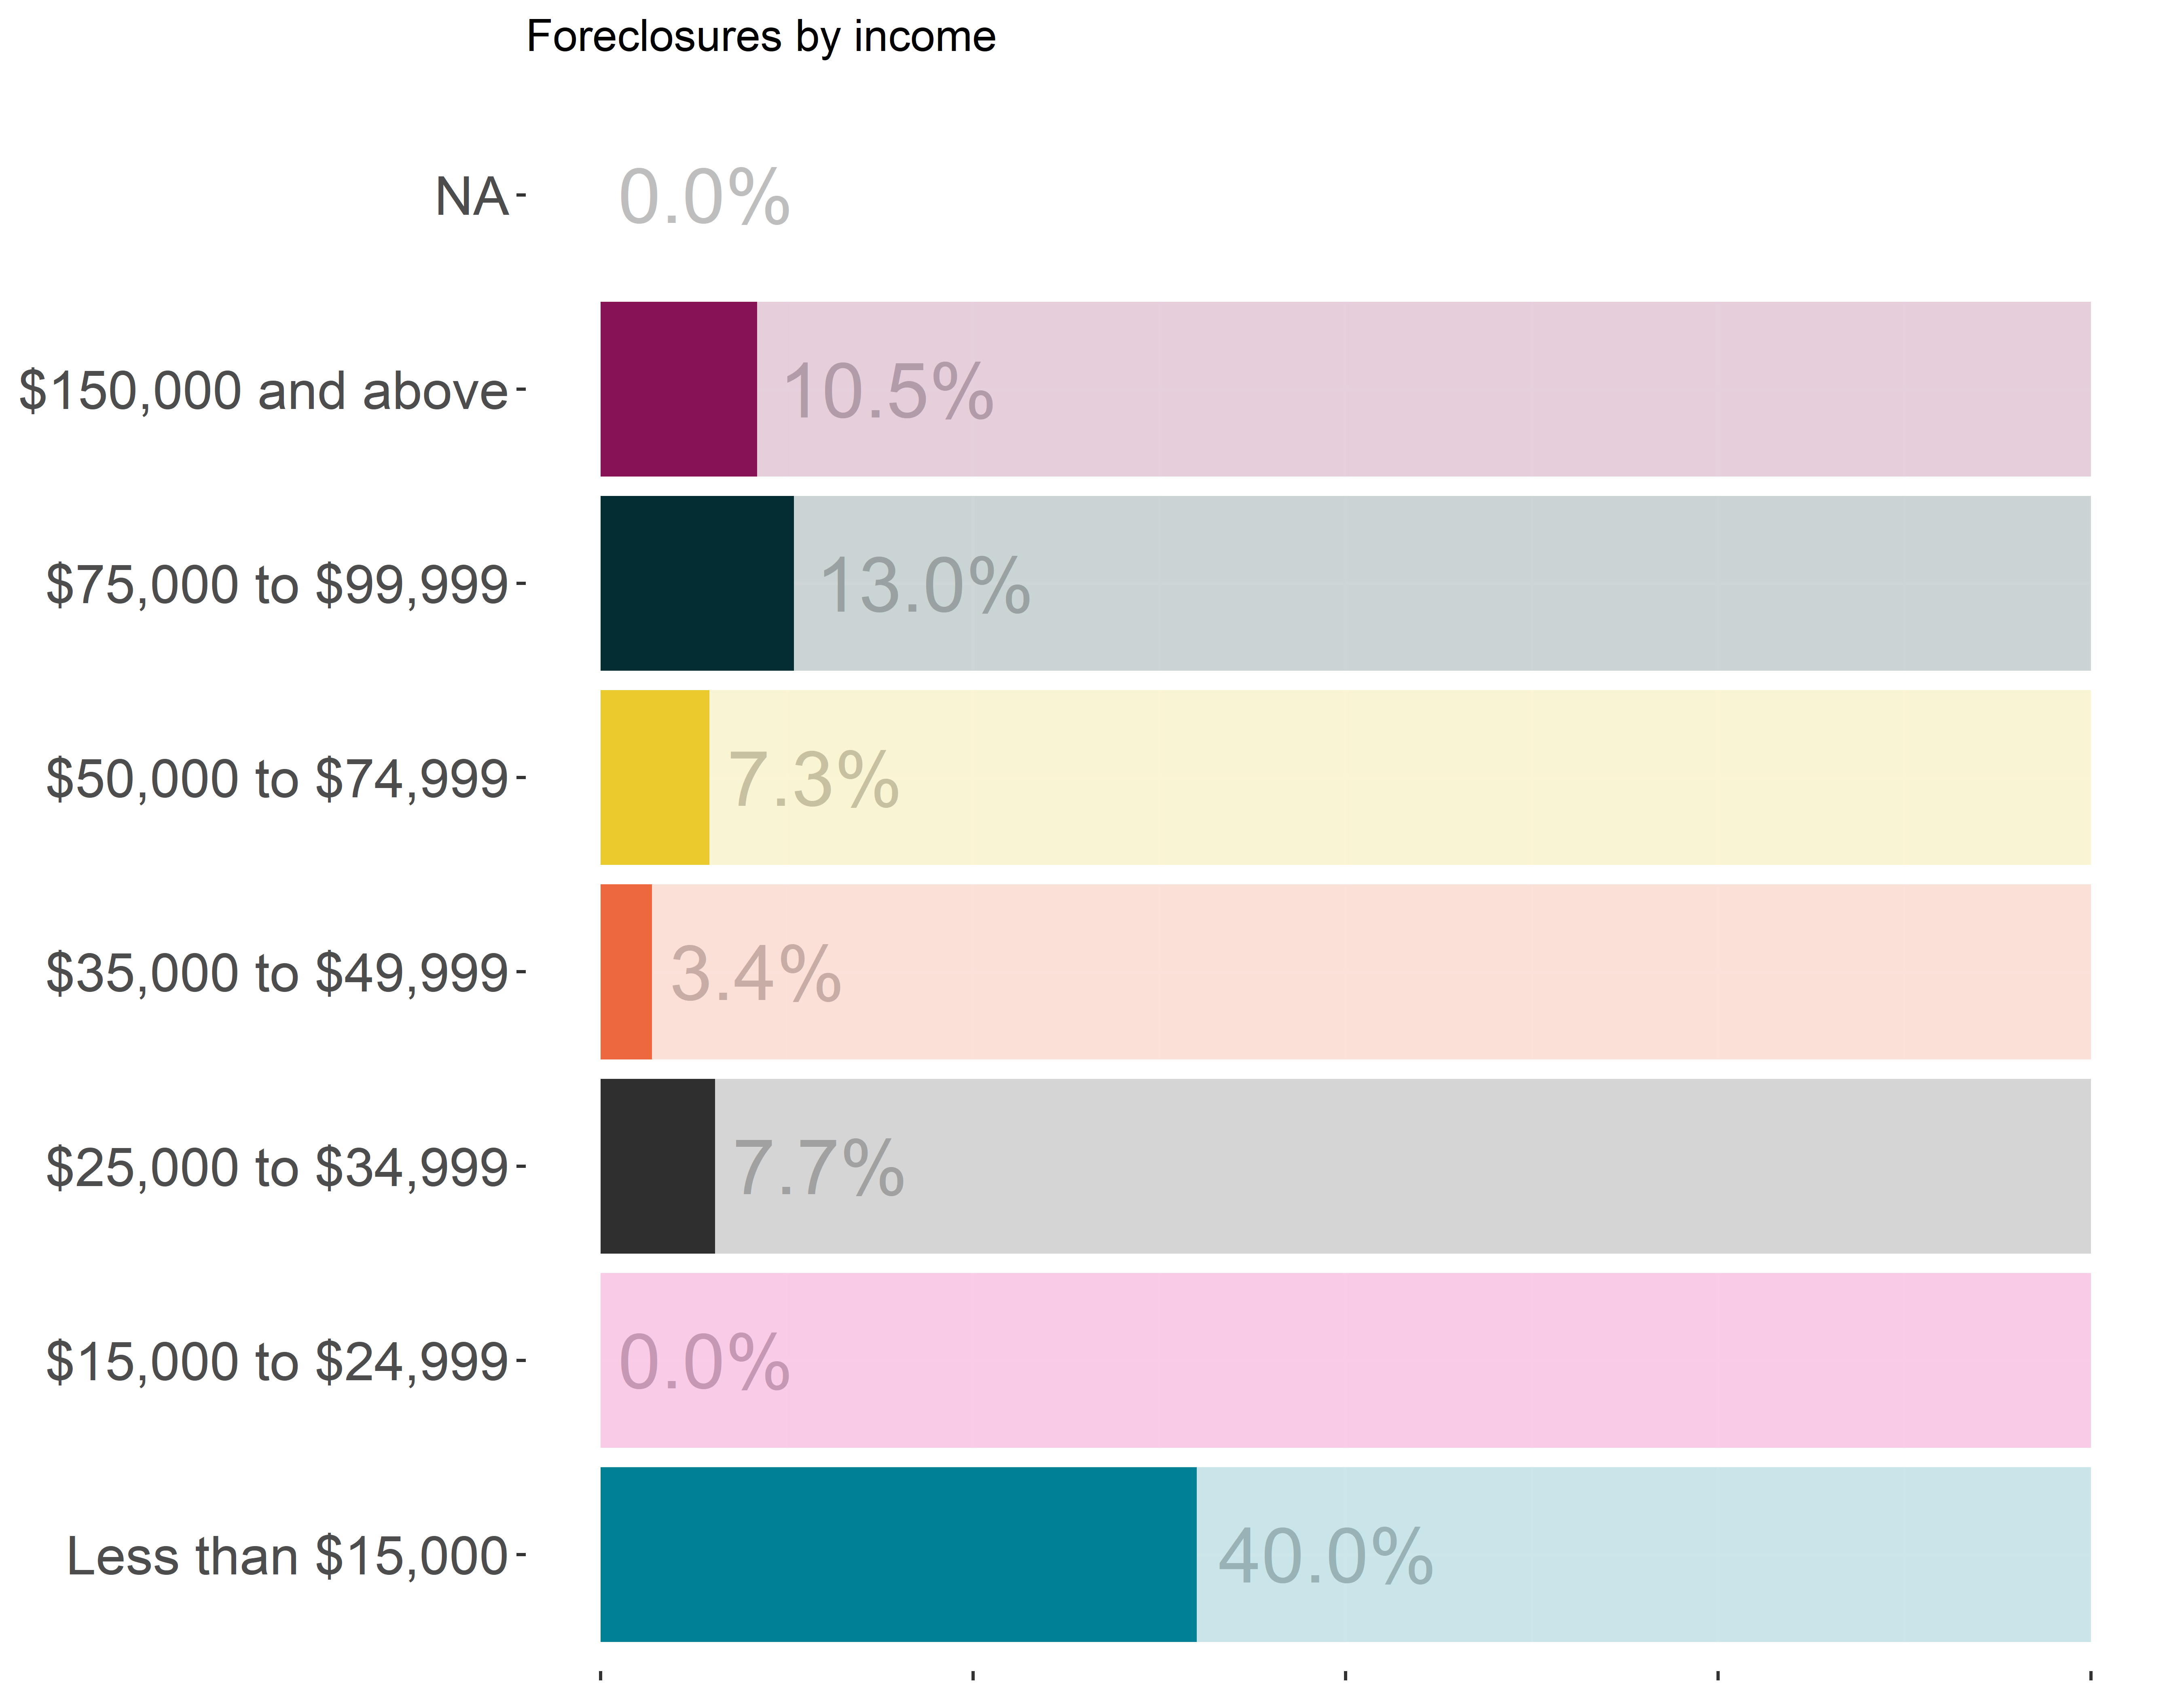 Foreclosures by income
NA
0.0%
$150,000 and above
10.5%
$75,000 to $99,999
13.0%
$50,000 to $74,999
7.3%
$35,000 to $49,999
3.4%
$25,000 to $34,999
7.7%
$15,000 to $24,999
0.0%
Less than $15,000
40.0%